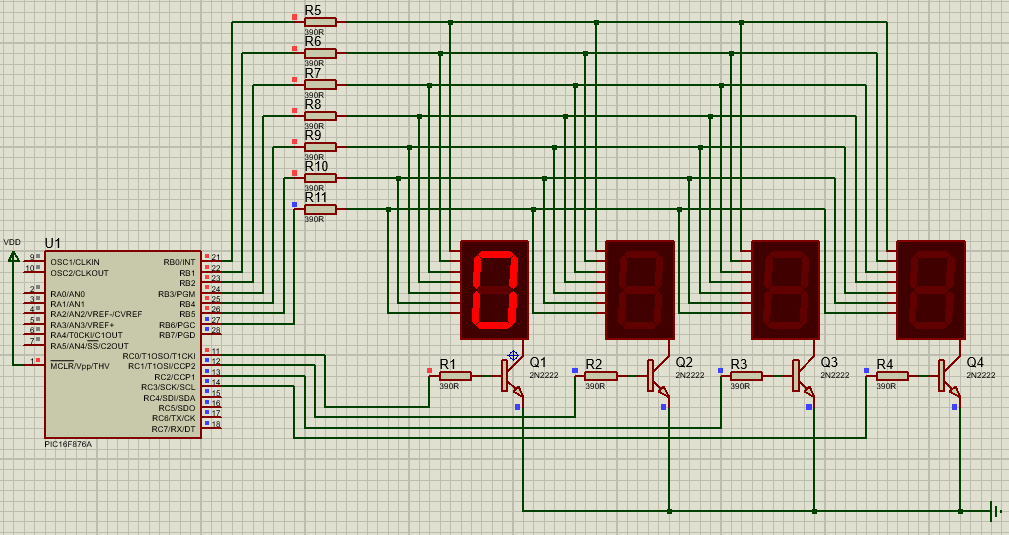 R5
390R
R6
390R
R7
390R
R8
390R
R9
390R
R10
390R
R11
390R
VDD
U1
9 OSC1/CLKIN RB0/INT 21
10 OSC2/CLKOUT RB1 22
RB2 23
2 RA0/AN0 RB3/PGM 24
3 RA1/AN1 RB4 25
4 RA2/AN2/VREF-/CVREF RB5 26
5 RA3/AN3/VREF+ RB6/PGC 27
6 RA4/T0CKI/C1OUT RB7/PGD 28
7 RA5/AN4/SS/C2OUT
RC0/T1OSO/T1CKI 11
1 MCLR/Vpp/THV RC1/T1OSI/CCP2 12
RC2/CCP1 13
RC3/SCK/SCL 14
RC4/SDI/SDA 15
RC5/SDO 16
RC6/TX/CK 17
RC7/RX/DT 18
PIC16F876A
0
R1
390R
Q1
2N2222
R2
390R
Q2
2N2222
R3
390R
Q3
2N2222
R4
390R
Q4
2N2222